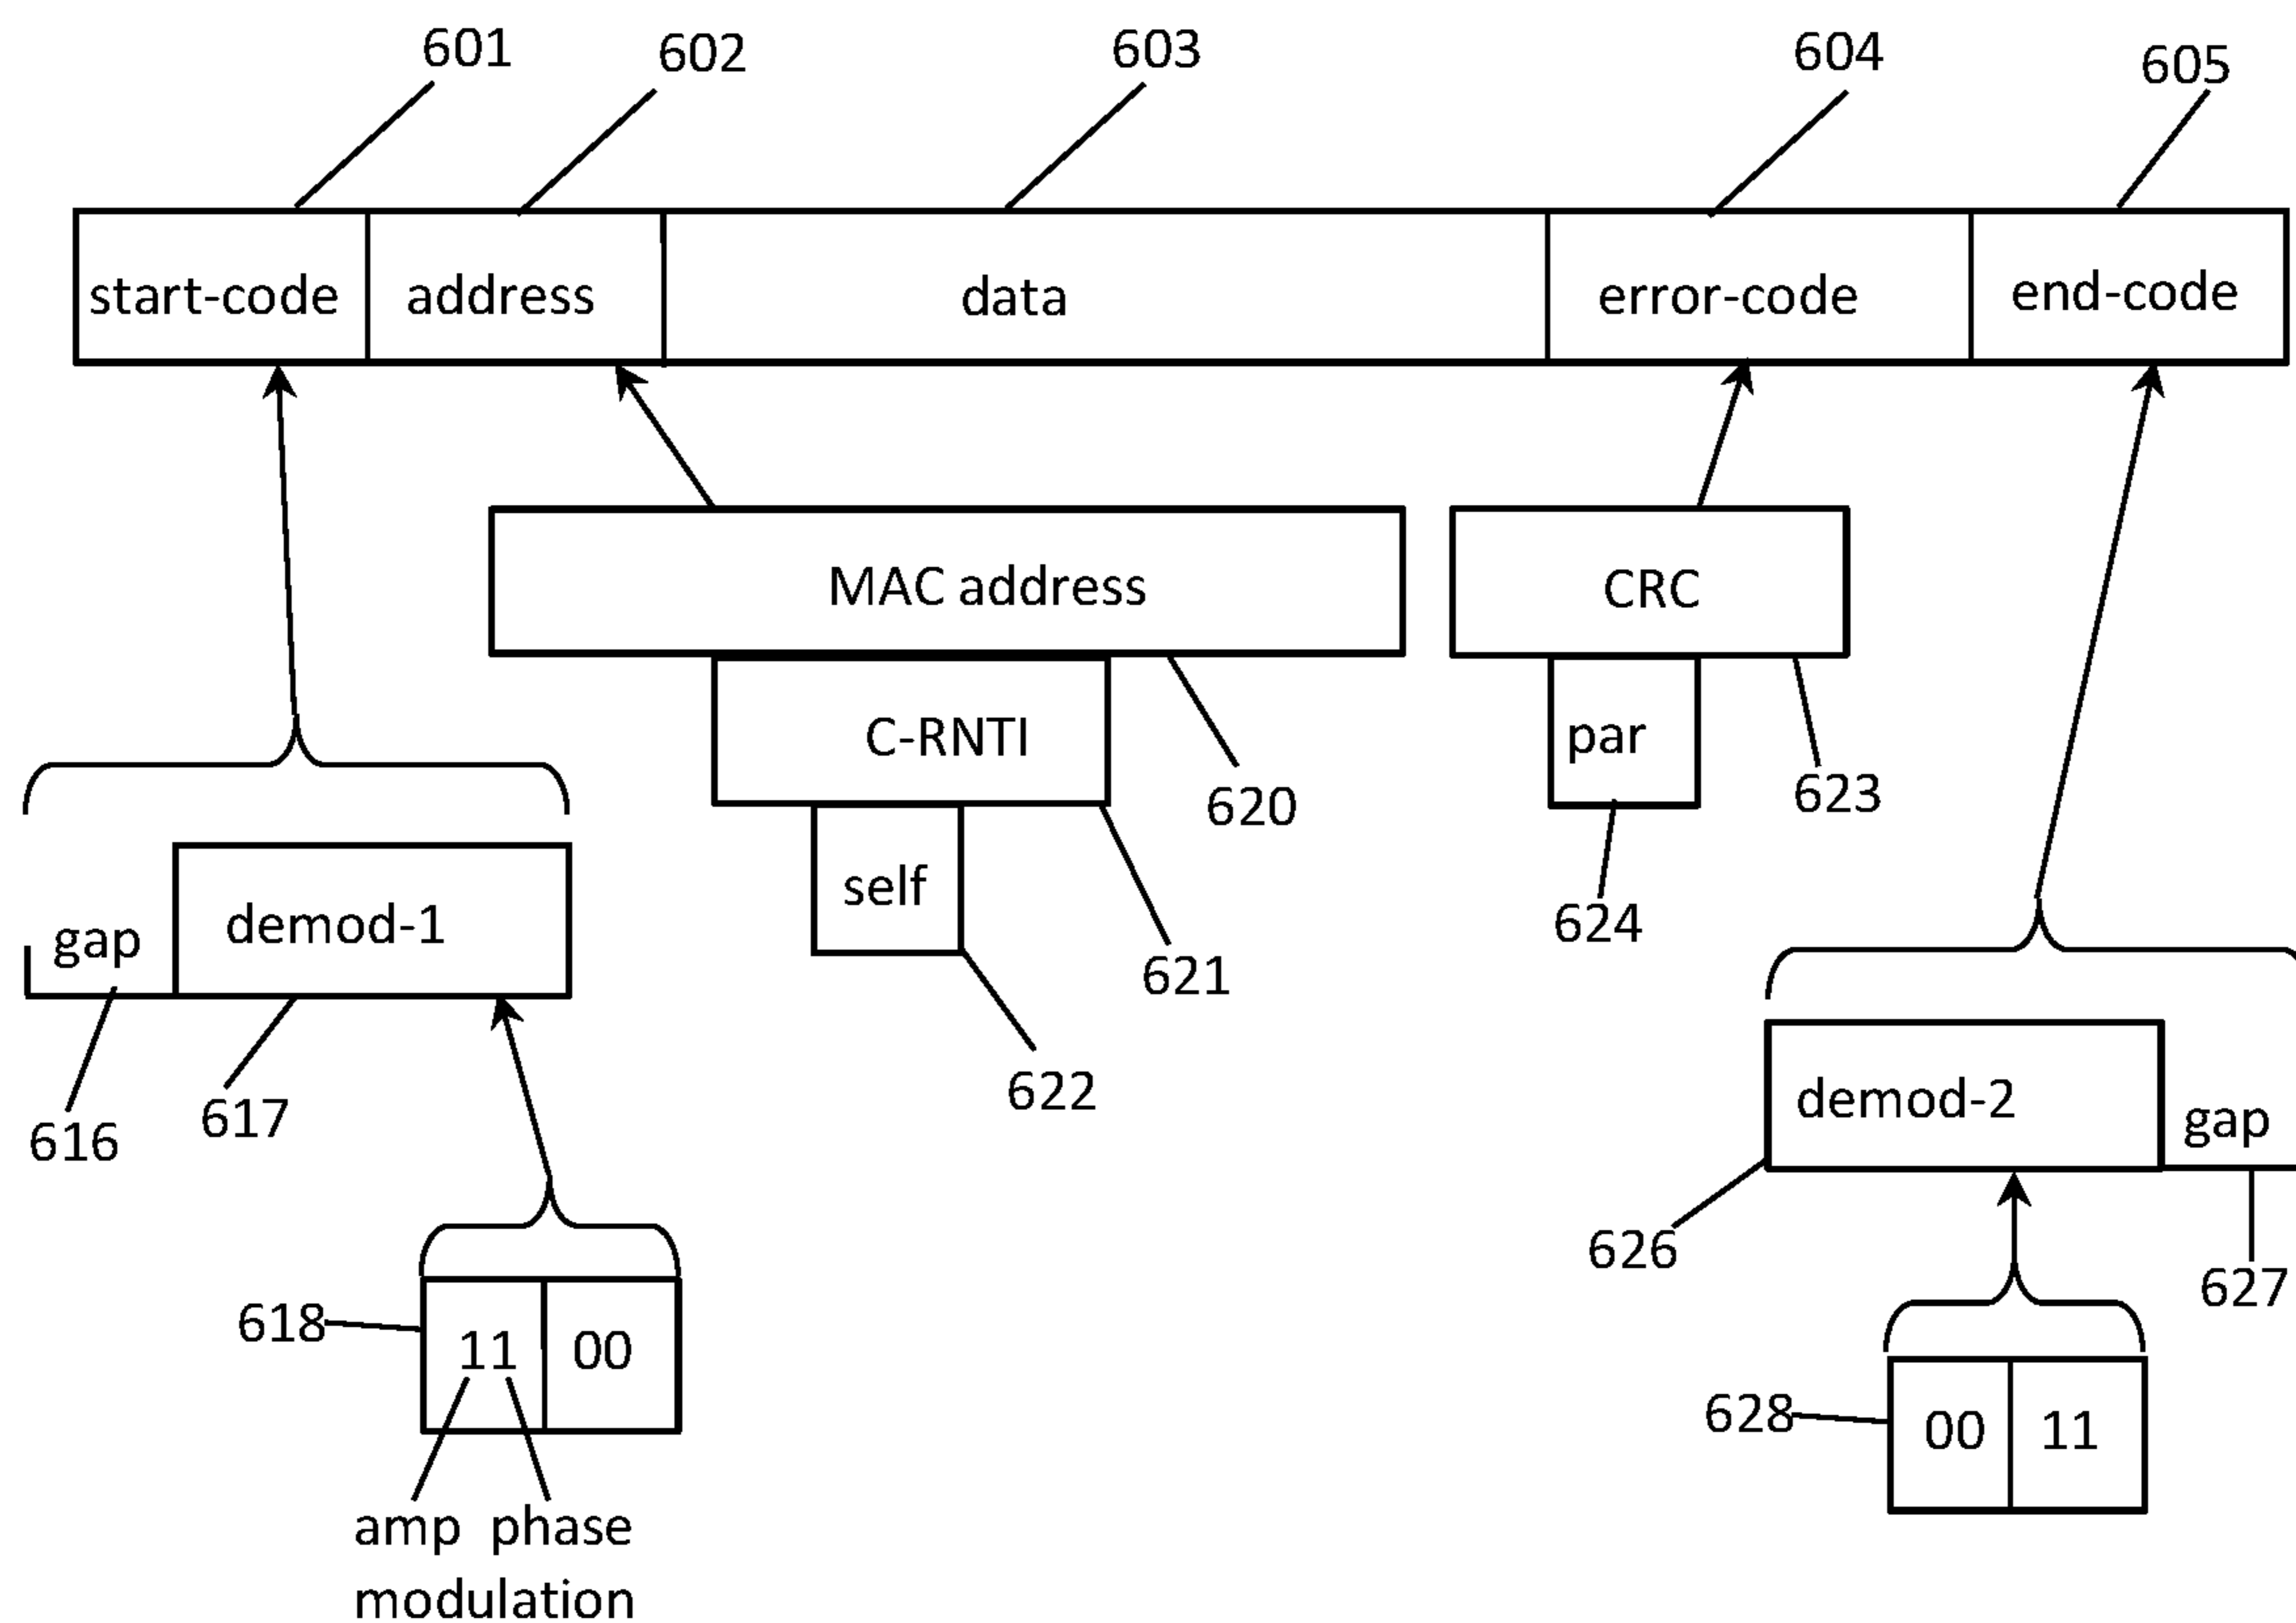 601
602
603
604
605
start-code
address
data
error-code
end-code
MAC address
CRC
C-RNTI
par
620
623
self
624
gap
demod-1
621
622
616
617
demod-2
gap
626
627
618
11
00
628
00
11
amp phase
modulation